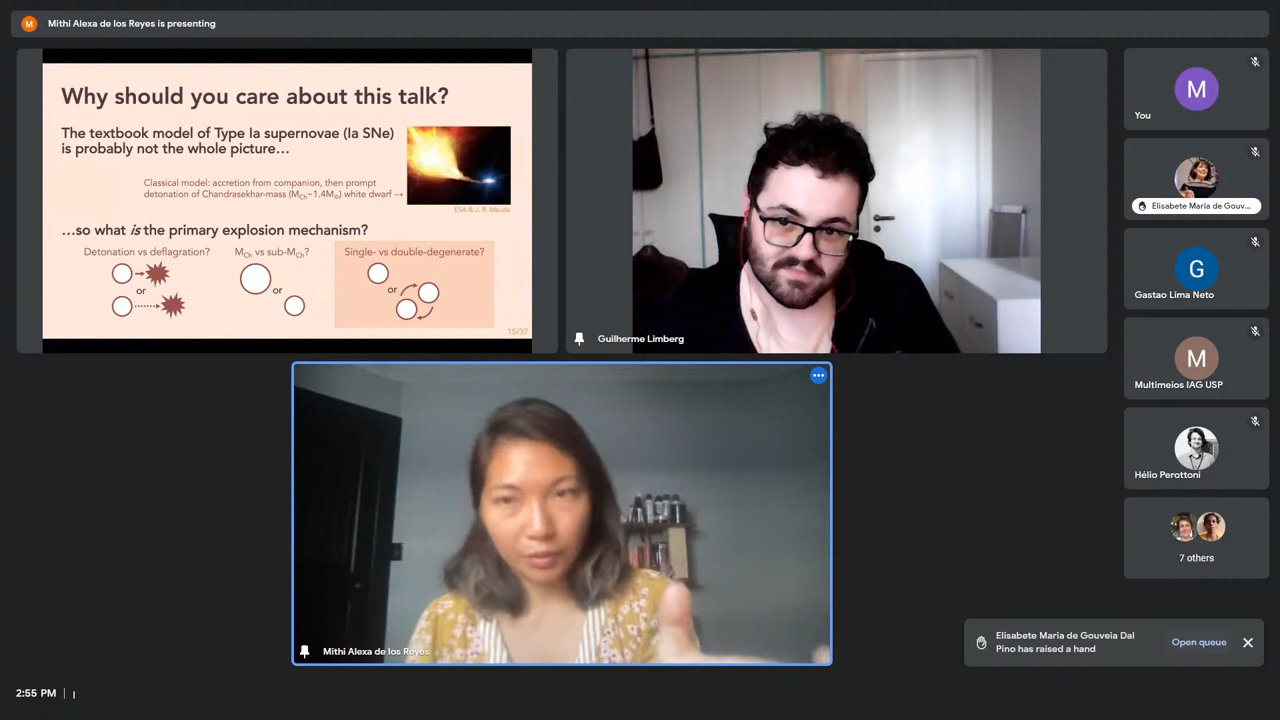 M
Mithi Alexa de los Reyes is presenting
Why should you care about this talk?
The textbook model of Type Ia supernovae (Ia SNe)
is probably not the whole picture…
Classical model: accretion from companion, then prompt
detonation of Chandrasekhar-mass (MCh~1.4M⊙) white dwarf →
ESA & J. R. Maude
…so what is the primary explosion mechanism?
Detonation vs deflagration?
or
MCh vs sub-MCh?
or
Single- vs double-degenerate?
or
15/37
Guilherme Limberg
Mithi Alexa de los Reyes
M
You
Elisabete Maria de Gouv...
G
Gastao Lima Neto
M
Multimeios IAG USP
Hélio Perottoni
7 others
Elisabete Maria de Gouveia Dal
Pino has raised a hand
Open queue
2:55 PM